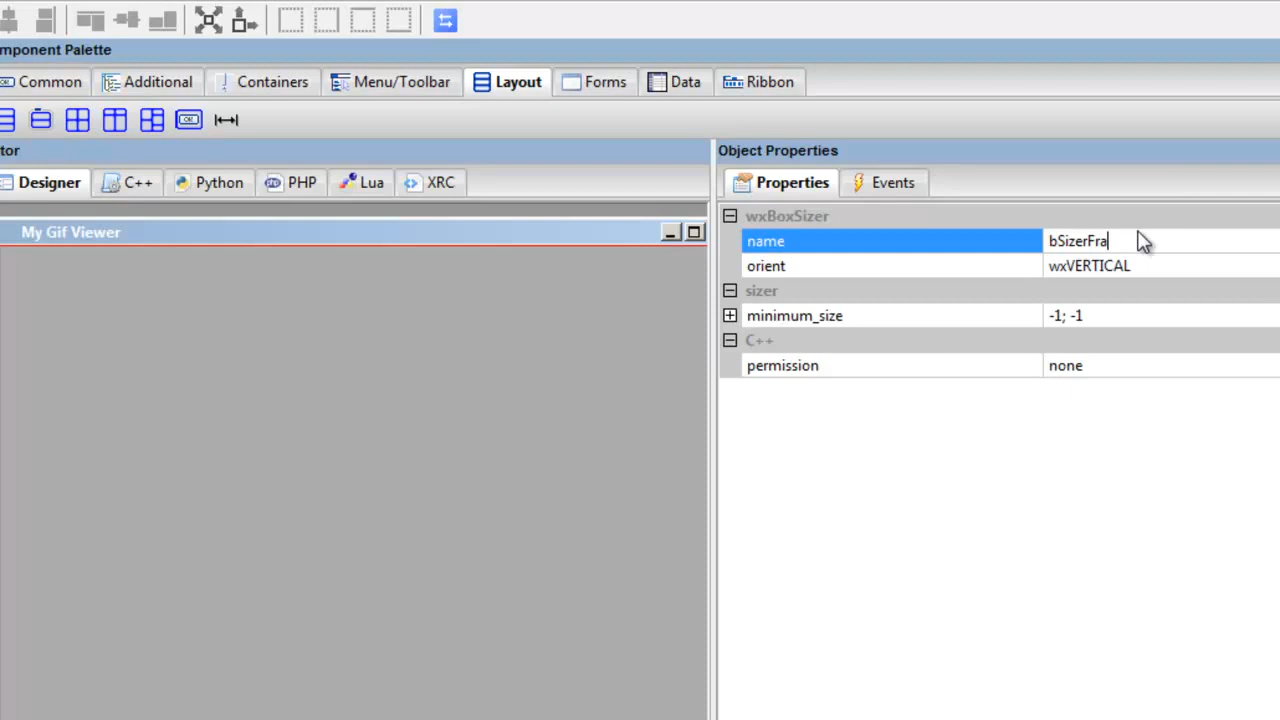 mponent Palette
Common Additional Containers Menu/Toolbar Layout Forms Data Ribbon
OK
tor
Object Properties
Designer C++ Python PHP Lua XRC
Properties Events
My Gif Viewer
wxBoxSizer
name bSizerFra
orient wxVERTICAL
sizer
minimum_size -1; -1
C++
permission none